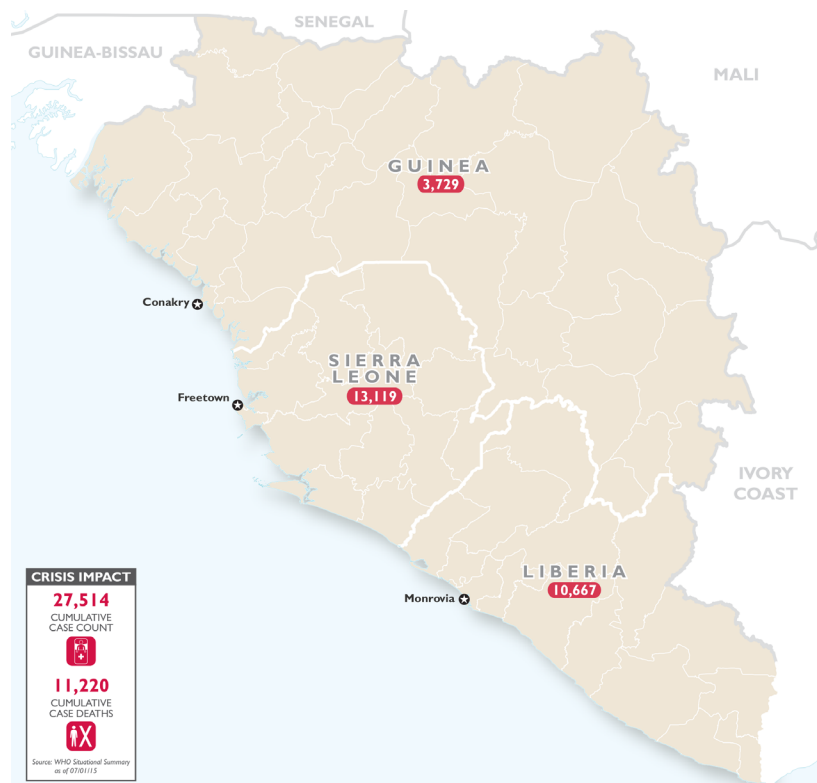 SENEGAL
GUINEA-BISSAU
MALI
GUINEA
3,729
Conakry
SIERRA
LEONE
13,119
Freetown
IVORY
COAST
LIBERIA
10,667
Monrovia
CRISIS IMPACT
27,514
CUMULATIVE
CASE COUNT
11,220
CUMULATIVE
CASE DEATHS
Source: WHO Situational Summary
as of 07/01/15